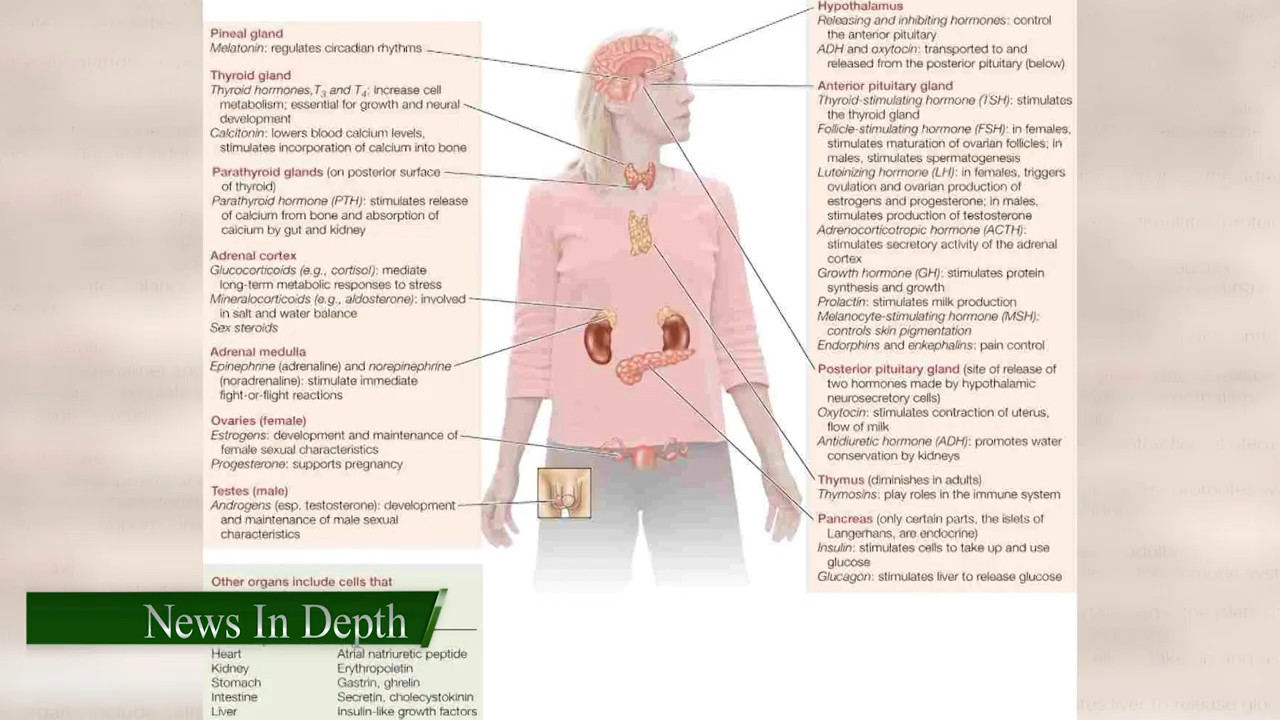 Pineal gland
Melatonin: regulates circadian rhythms
Thyroid gland
Thyroid hormones,T3 and T4: increase cell
metabolism; essential for growth and neural
development
Calcitonin: lowers blood calcium levels,
stimulates incorporation of calcium into bone
Parathyroid glands (on posterior surface
of thyroid)
Parathyroid hormone (PTH): stimulates release
of calcium from bone and absorption of
calcium by gut and kidney
Adrenal cortex
Glucocorticoids (e.g., cortisol): mediate
long-term metabolic responses to stress
Mineralocorticoids (e.g., aldosterone): involved
in salt and water balance
Sex steroids
Adrenal medulla
Epinephrine (adrenaline) and norepinephrine
(noradrenaline): stimulate immediate
fight-or-flight reactions
Ovaries (female)
Estrogens: development and maintenance of
female sexual characteristics
Progesterone: supports pregnancy
Testes (male)
Androgens (esp. testosterone): development
and maintenance of male sexual
characteristics
Other organs include cells that
News In Depth
Heart Atrial natriuretic peptide
Kidney Erythropoietin
Stomach Gastrin, ghrelin
Intestine Secretin, cholecystokinin
Liver Insulin-like growth factors
Hypothalamus
Releasing and inhibiting hormones: control
the anterior pituitary
ADH and oxytocin: transported to and
released from the posterior pituitary (below)
Anterior pituitary gland
Thyroid-stimulating hormone (TSH): stimulates
the thyroid gland
Follicle-stimulating hormone (FSH): in females,
stimulates maturation of ovarian follicles; in
males, stimulates spermatogenesis
Luteinizing hormone (LH): in females, triggers
ovulation and ovarian production of
estrogens and progesterone; in males,
stimulates production of testosterone
Adrenocorticotropic hormone (ACTH):
stimulates secretory activity of the adrenal
cortex
Growth hormone (GH): stimulates protein
synthesis and growth
Prolactin: stimulates milk production
Melanocyte-stimulating hormone (MSH):
controls skin pigmentation
Endorphins and enkephalins: pain control
Posterior pituitary gland (site of release of
two hormones made by hypothalamic
neurosecretory cells)
Oxytocin: stimulates contraction of uterus,
flow of milk
Antidiuretic hormone (ADH): promotes water
conservation by kidneys
Thymus (diminishes in adults)
Thymosins: play roles in the immune system
Pancreas (only certain parts, the islets of
Langerhans, are endocrine)
Insulin: stimulates cells to take up and use
glucose
Glucagon: stimulates liver to release glucose